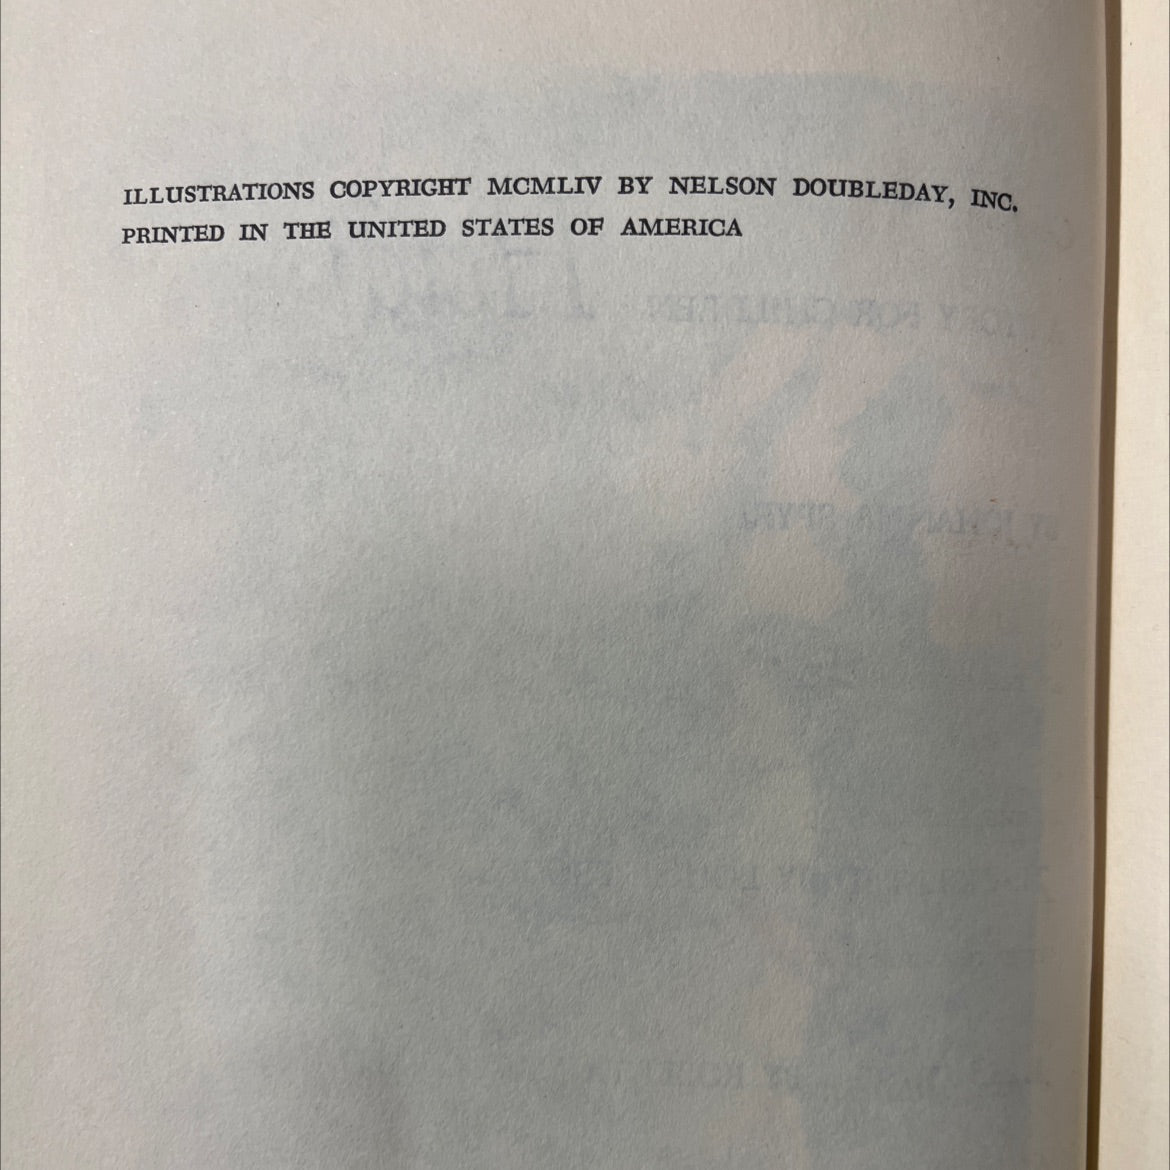 ILLUSTRATIONS COPYRIGHT MCMLIV BY NELSON DOUBLEDAY, INC.
PRINTED IN THE UNITED STATES OF AMERICA